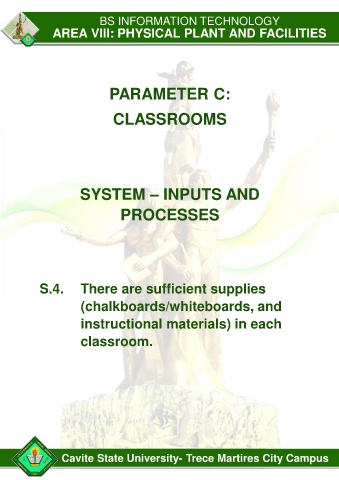 BS INFORMATION TECHNOLOGY
AREA VIII: PHYSICAL PLANT AND FACILITIES
PARAMETER C:
CLASSROOMS
SYSTEM – INPUTS AND
PROCESSES
S.4. There are sufficient supplies
(chalkboards/whiteboards, and
instructional materials) in each
classroom.
Cavite State University- Trece Martires City Campus